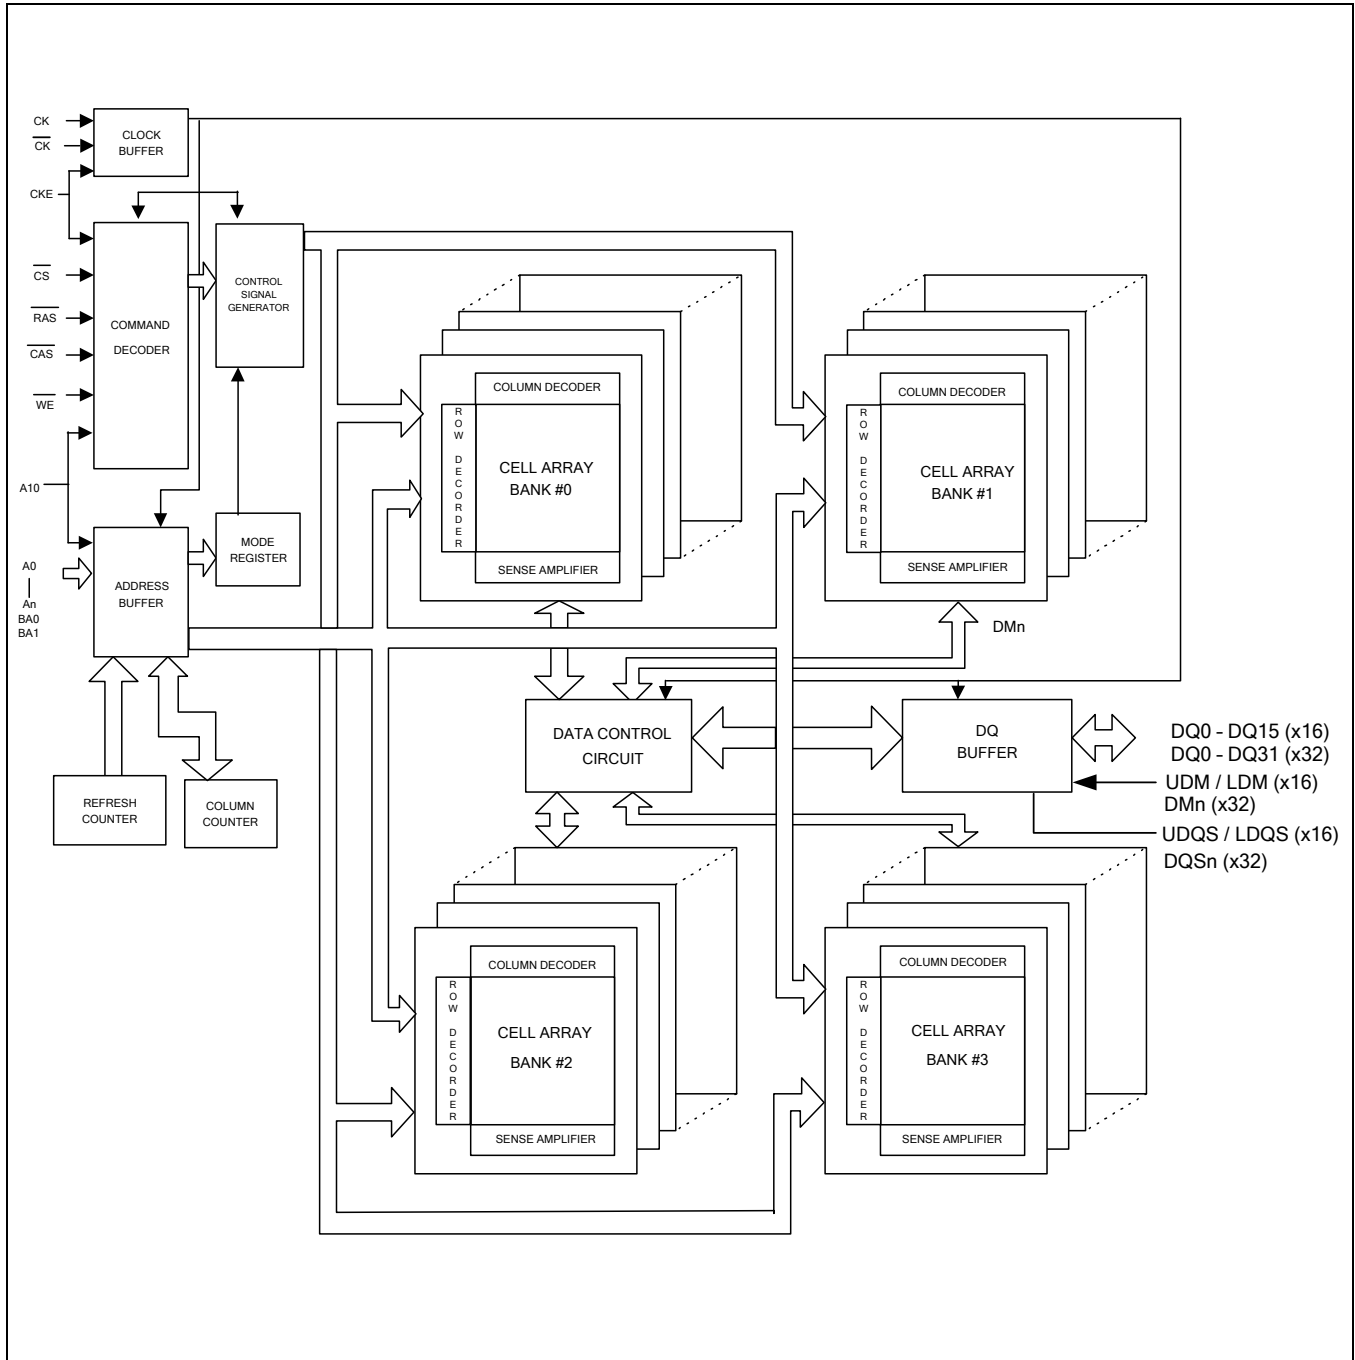 CK
CK
CKE
CS
RAS
CAS
WE
A10
A0
An
BA0
BA1
CLOCK
BUFFER
COMMAND
DECODER
CONTROL
SIGNAL
GENERATOR
MODE
REGISTER
ADDRESS
BUFFER
REFRESH
COUNTER
COLUMN
COUNTER
COLUMN DECODER
ROW DECORDER
CELL ARRAY
BANK #0
SENSE AMPLIFIER
COLUMN DECODER
ROW DECORDER
CELL ARRAY
BANK #1
SENSE AMPLIFIER
DMn
DATA CONTROL
CIRCUIT
DQ
BUFFER
DQ0 - DQ15 (x16)
DQ0 - DQ31 (x32)
UDM / LDM (x16)
DMn (x32)
UDQS / LDQS (x16)
DQSn (x32)
COLUMN DECODER
ROW DECORDER
CELL ARRAY
BANK #2
SENSE AMPLIFIER
COLUMN DECODER
ROW DECORDER
CELL ARRAY
BANK #3
SENSE AMPLIFIER